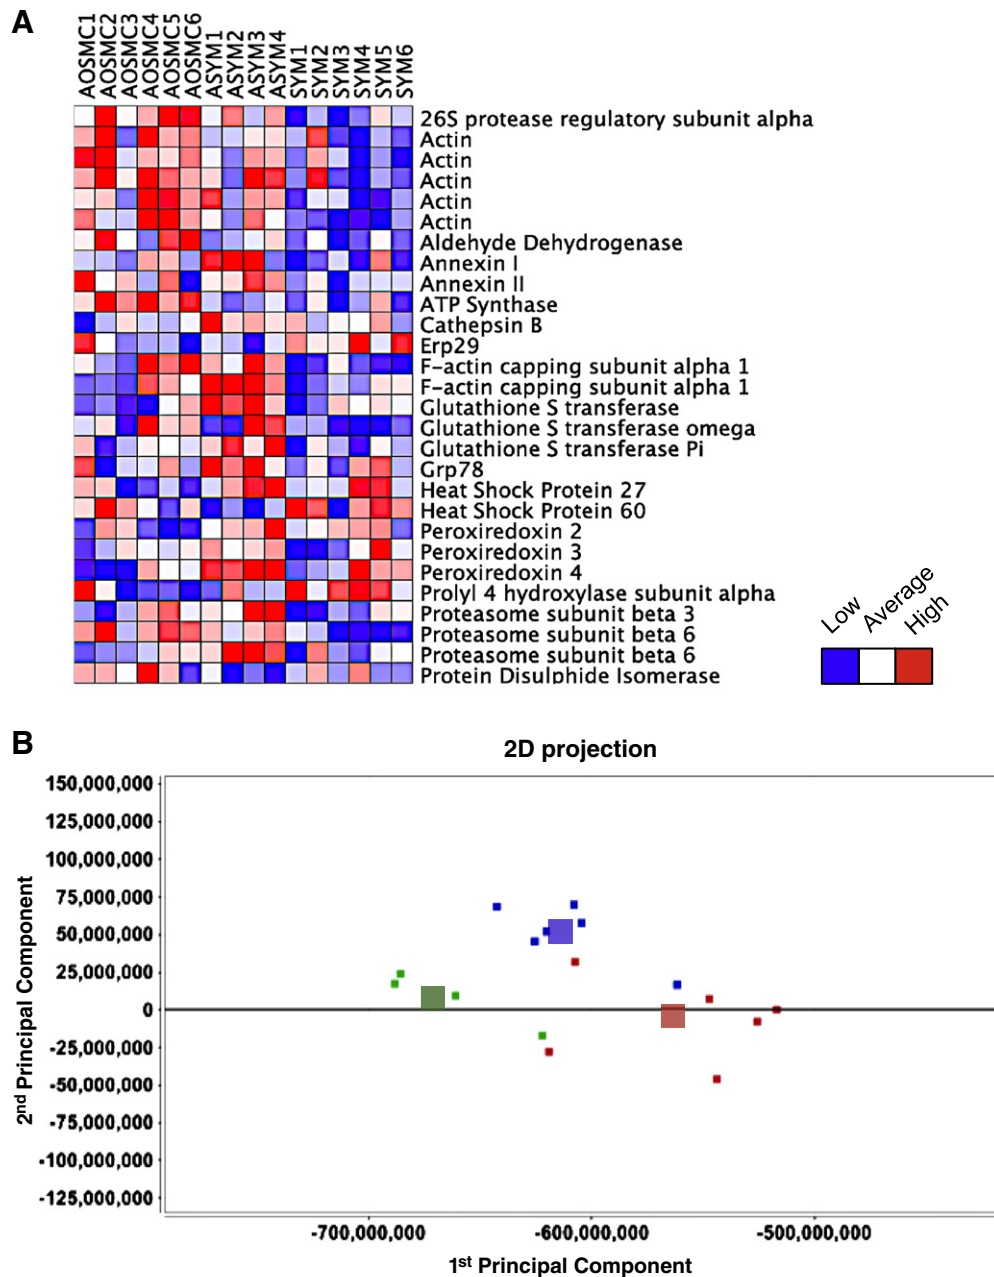 A
AOSMC1
AOSMC2
AOSMC3
AOSMC4
AOSMC5
AOSMC6
ASYM1
ASYM2
ASYM3
ASYM4
SYM1
SYM2
SYM3
SYM4
SYM5
SYM6
26S protease regulatory subunit alpha
Actin
Actin
Actin
Actin
Actin
Aldehyde Dehydrogenase
Annexin I
Annexin II
ATP Synthase
Cathepsin B
Erp29
F-actin capping subunit alpha 1
F-actin capping subunit alpha 1
Glutathione S transferase
Glutathione S transferase omega
Glutathione S transferase Pi
Grp78
Heat Shock Protein 27
Heat Shock Protein 60
Peroxiredoxin 2
Peroxiredoxin 3
Peroxiredoxin 4
Prolyl 4 hydroxylase subunit alpha
Proteasome subunit beta 3
Proteasome subunit beta 6
Proteasome subunit beta 6
Protein Disulphide Isomerase
Low
Average
High
B
2D projection
150,000,000
125,000,000
100,000,000
75,000,000
50,000,000
25,000,000
0
-25,000,000
-50,000,000
-75,000,000
-100,000,000
-125,000,000
2nd Principal Component
-700,000,000
-600,000,000
-500,000,000
1st Principal Component